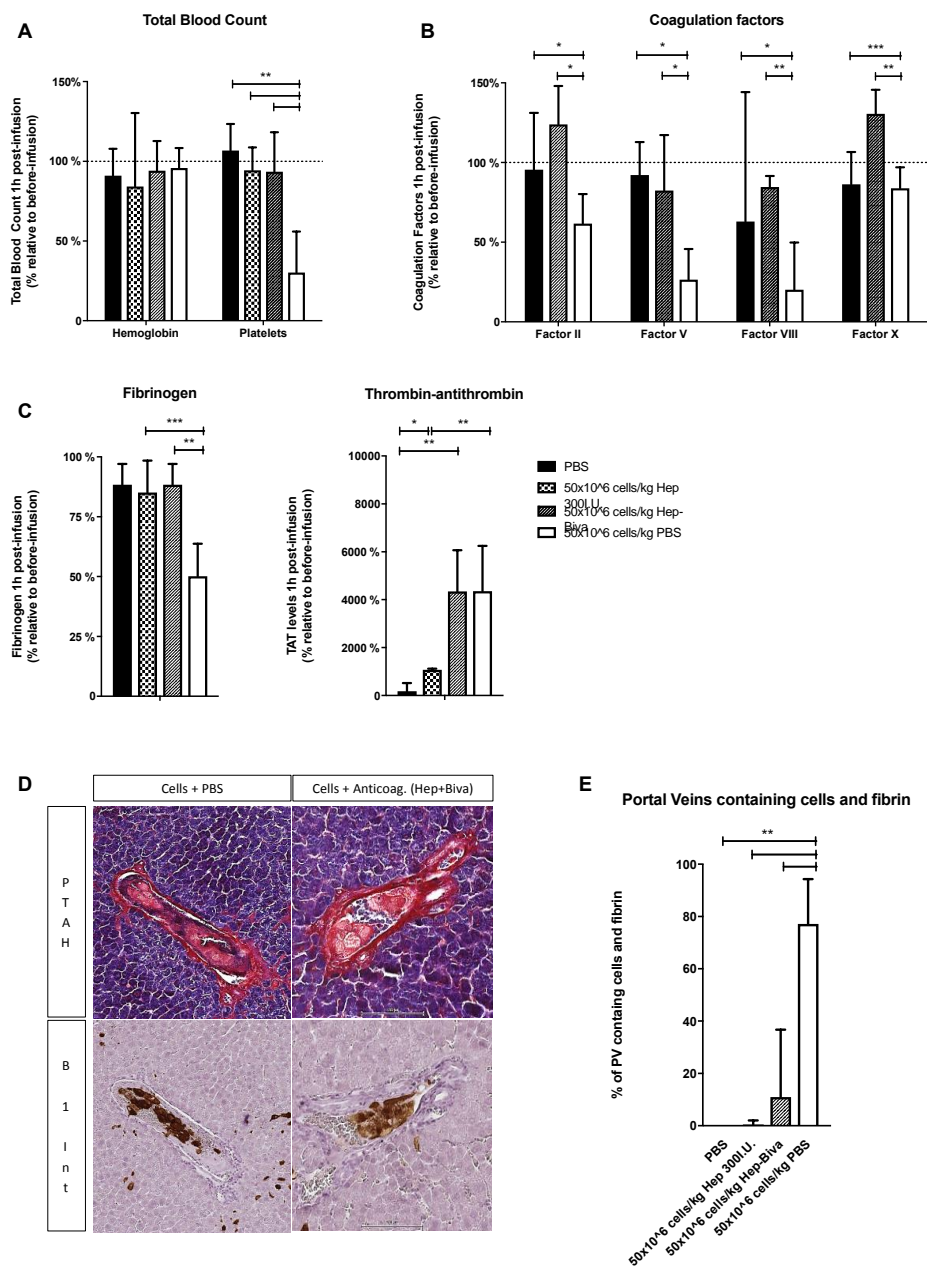 A
Total Blood Count
**
150%
100 %
50 %
0
Total Blood Count 1h post-infusion
(% relative to before-infusion)
Hemoglobin
Platelets
B
Coagulation factors
* * * ***
* * ** **
150%
100 %
50 %
0
Coagulation Factors 1h post-infusion
(% relative to before-infusion)
Factor II
Factor V
Factor VIII
Factor X
C
Fibrinogen
***
**
100 %
75 %
50 %
25 %
0
Fibrinogen 1h post-infusion
(% relative to before-infusion)
Thrombin-antithrombin
* **
**
10000
8000 %
6000 %
4000 %
2000 %
0
TAT levels 1h post-infusion
(% relative to before-infusion)
PBS
50x10^6 cells/kg Hep
300I.U.
50x10^6 cells/kg Hep-
Biva
50x10^6 cells/kg PBS
D
Cells + PBS
Cells + Anticoag. (Hep+Biva)
P
T
A
H
B
1
I
n
t
E
Portal Veins containing cells and fibrin
**
100
80
60
40
20
0
% of PV containg cells and fibrin
PBS
50x10^6 cells/kg Hep 300I.U.
50x10^6 cells/kg Hep-Biva
50x10^6 cells/kg PBS